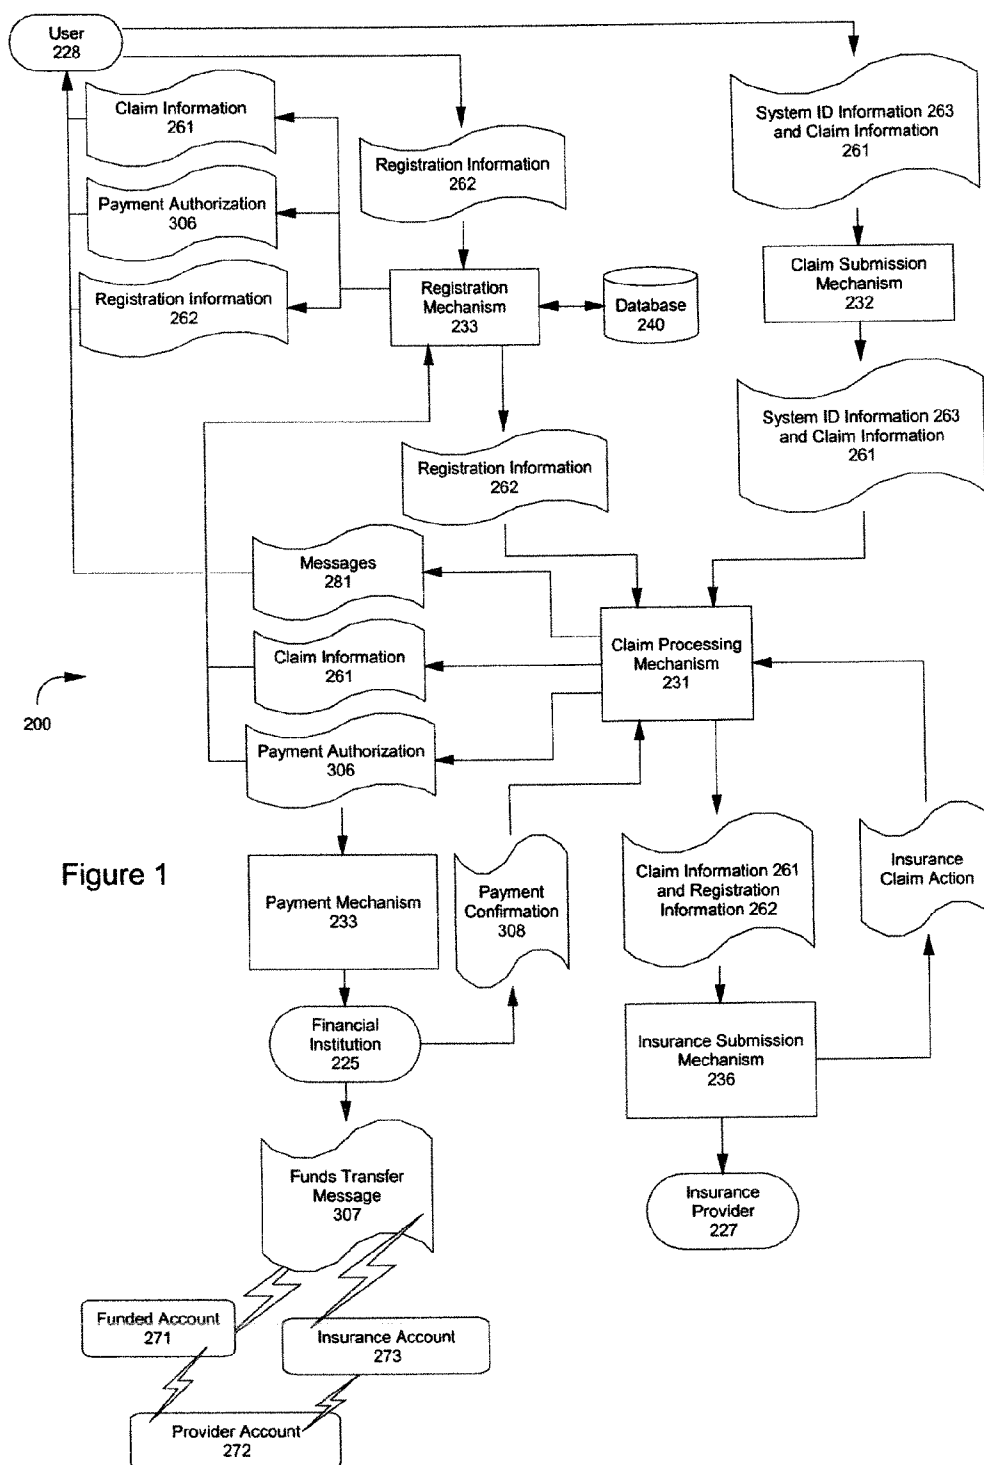 User
228
Claim Information
261
Payment Authorization
306
Registration Information
262
Registration Information
262
System ID Information 263
and Claim Information
261
Registration
Mechanism
233
Database
240
Claim Submission
Mechanism
232
System ID Information 263
and Claim Information
261
Registration Information
262
Messages
281
Claim Information
261
Payment Authorization
306
Claim Processing
Mechanism
231
200
Figure 1
Payment Mechanism
233
Payment
Confirmation
308
Claim Information 261
and Registration
Information 262
Insurance
Claim Action
Financial
Institution
225
Insurance Submission
Mechanism
236
Funds Transfer
Message
307
Insurance
Provider
227
Funded Account
271
Insurance Account
273
Provider Account
272